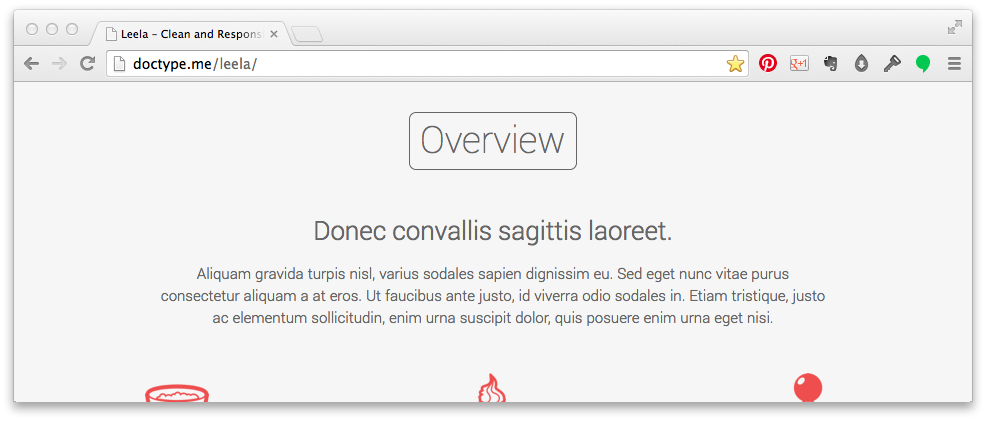 Leela – Clean and Respons
doctype.me/leela/
g+1
Overview
Donec convallis sagittis laoreet.
Aliquam gravida turpis nisl, varius sodales sapien dignissim eu. Sed eget nunc vitae purus
consectetur aliquam a at eros. Ut faucibus ante justo, id viverra odio sodales in. Etiam tristique, justo
ac elementum sollicitudin, enim urna suscipit dolor, quis posuere enim urna eget nisi.